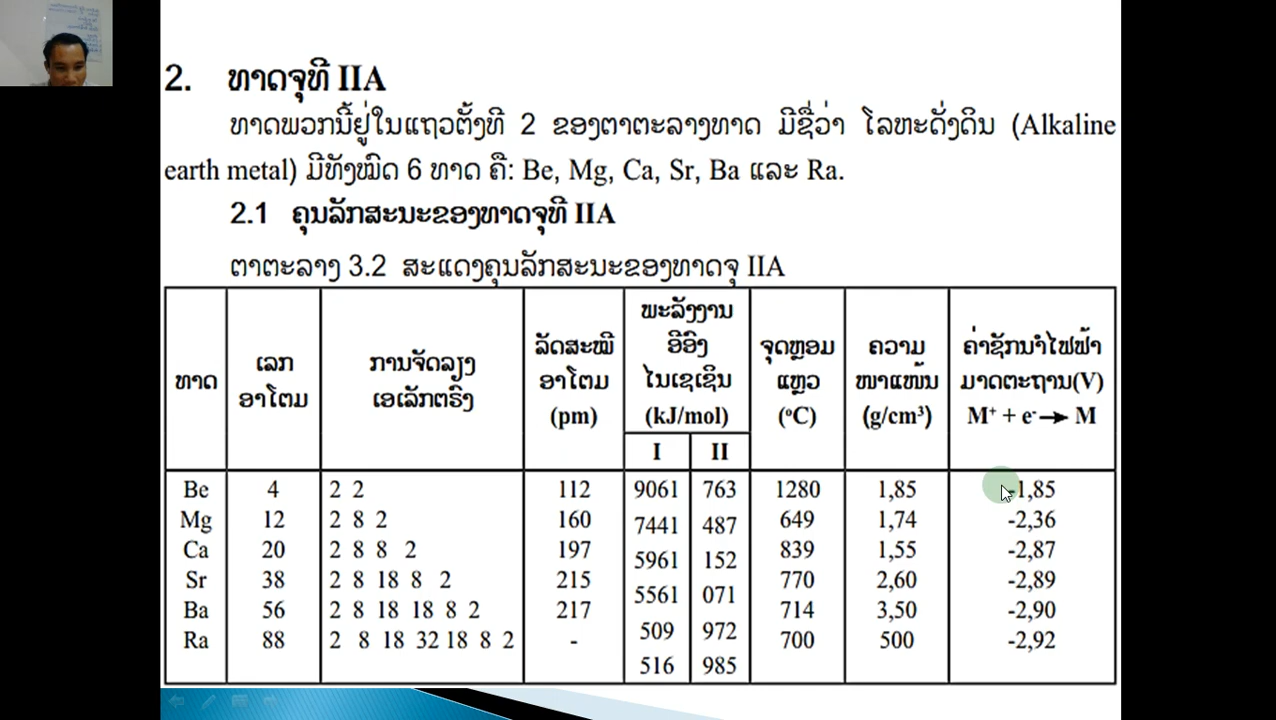 2. ທາດຈຸທີ IIA
ທາດພວກນີ້ຢູ່ໃນແຖວຕັ້ງທີ 2 ຂອງຕາຕະລາງທາດ ມີຊື່ວ່າ ໂລຫະດັ່ງດິນ (Alkaline
earth metal) ມີທັງໝົດ 6 ທາດ ຄື: Be, Mg, Ca, Sr, Ba ແລະ Ra.
2.1 ຄຸນລັກສະນະຂອງທາດຈຸທີ IIA
ຕາຕະລາງ 3.2 ສະແດງຄຸນລັກສະນະຂອງທາດຈຸ IIA
ທາດ
ເລກ
ອາໂຕມ
ການຈັດລຽງ
ເອເລັກຕຣົງ
ລັດສະໝີ
ອາໂຕມ
(pm)
ພະລັງງານ
ອີອົງ
ໄນເຊເຊິນ
(kJ/mol)
I II
ຈຸດຫຼອມ
ແຫຼວ
(ºC)
ຄວາມ
ໜາແໜ້ນ
(g/cm³)
ຄ່າຊັກນຳໄຟຟ້າ
ມາດຕະຖານ(V)
M⁺ + e⁻ → M
Be 4 2 2 112 9061 763 1280 1,85 -1,85
Mg 12 2 8 2 160 7441 487 649 1,74 -2,36
Ca 20 2 8 8 2 197 5961 152 839 1,55 -2,87
Sr 38 2 8 18 8 2 215 5561 071 770 2,60 -2,89
Ba 56 2 8 18 18 8 2 217 509 972 714 3,50 -2,90
Ra 88 2 8 18 32 18 8 2 - 516 985 700 500 -2,92